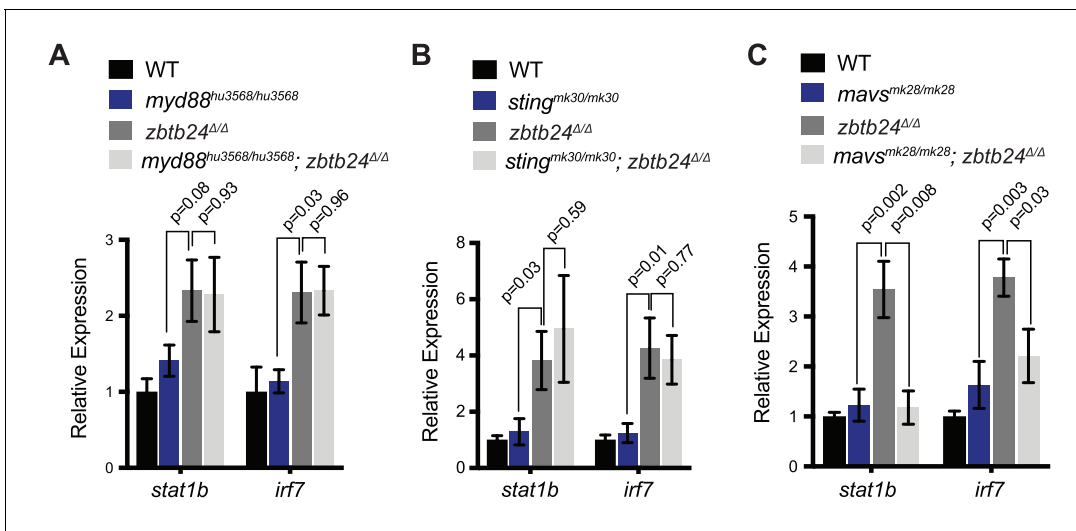 A
WT
myd88hu3568/hu3568
zbtb24Δ/Δ
myd88hu3568/hu3568; zbtb24Δ/Δ
p=0.08
p=0.93
p=0.03
p=0.96
Relative Expression
3
2
1
0
stat1b
irf7
B
WT
stingmk30/mk30
zbtb24Δ/Δ
stingmk30/mk30; zbtb24Δ/Δ
p=0.03
p=0.59
p=0.01
p=0.77
Relative Expression
8
6
4
2
0
stat1b
irf7
C
WT
mavsmk28/mk28
zbtb24Δ/Δ
mavsmk28/mk28; zbtb24Δ/Δ
p=0.002
p=0.008
p=0.003
p=0.03
Relative Expression
5
4
3
2
1
0
stat1b
irf7